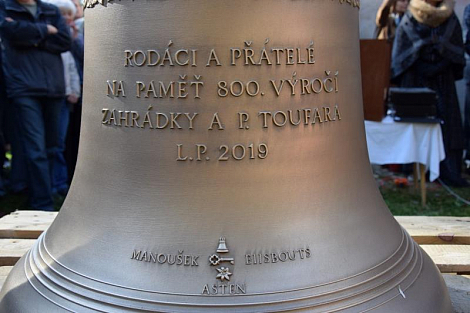 RODÁCI A PŘÁTELÉ
NA PAMĚŤ 800. VÝROČÍ
ZAHRÁDKY A P. TOUFARA
L.P. 2019
MANOUŠEK EIJSBOUTS
ASTEN